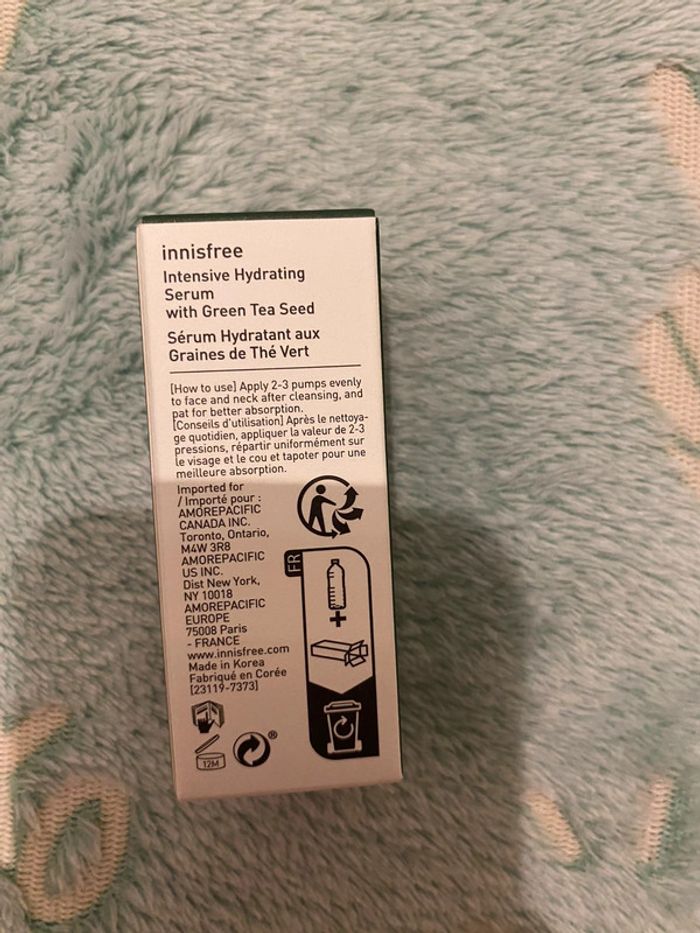 innisfree
Intensive Hydrating
Serum
with Green Tea Seed
Sérum Hydratant aux
Graines de Thé Vert
[How to use] Apply 2-3 pumps evenly
to face and neck after cleansing, and
pat for better absorption.
[Conseils d'utilisation] Après le nettoya-
ge quotidien, appliquer la valeur de 2-3
pressions, répartir uniformément sur
le visage et le cou et tapoter pour une
meilleure absorption.
Imported for
/ Importé pour :
AMOREPACIFIC
CANADA INC.
Toronto, Ontario,
M4W 3R8
AMOREPACIFIC
US INC.
Dist New York,
NY 10018
AMOREPACIFIC
EUROPE
75008 Paris
- FRANCE
www.innisfree.com
Made in Korea
Fabriqué en Corée
[23119-7373]
FR
+
12M
®